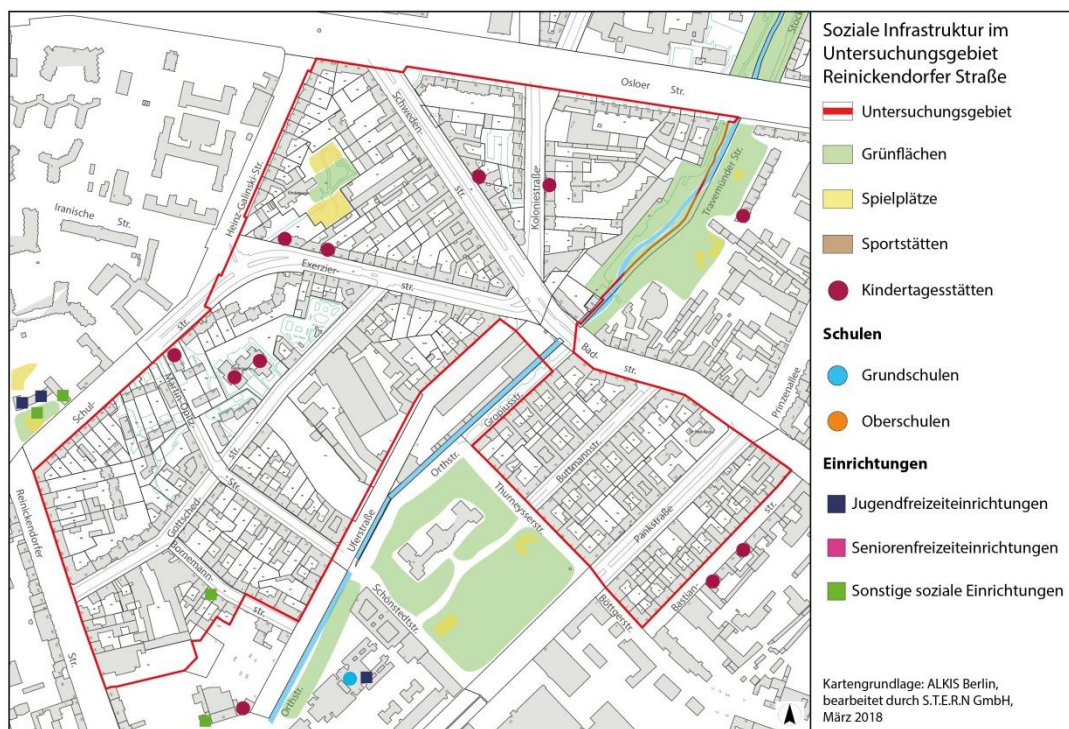 Soziale Infrastruktur im
Untersuchungsgebiet
Reinickendorfer Straße
Untersuchungsgebiet
Grünflächen
Spielplätze
Sportstätten
Kindertagesstätten
Schulen
Grundschulen
Oberschulen
Einrichtungen
Jugendfreizeiteinrichtungen
Seniorenfreizeiteinrichtungen
Sonstige soziale Einrichtungen
Kartengrundlage: ALKIS Berlin,
bearbeitet durch S.T.E.R.N GmbH,
März 2018
Osloer Str.
Schweden-
str.
Koloniestraße
Travemünder Str.
Heinz-Galinski-Str.
Iranische Str.
Exerzier-
str.
Bad-
str.
Prinzenallee
Schul-
str.
Martin-Opitz-
Str.
Gottsched-
str.
Bornemann-
str.
Reinickendorfer
Str.
Uferstraße
Gropiusstr.
Orthstr.
Thurneysserstr.
Buttmannstr.
Pankstraße
Bastian-
str.
Böttgerstr.
Schönstedtstr.
Orthstr.